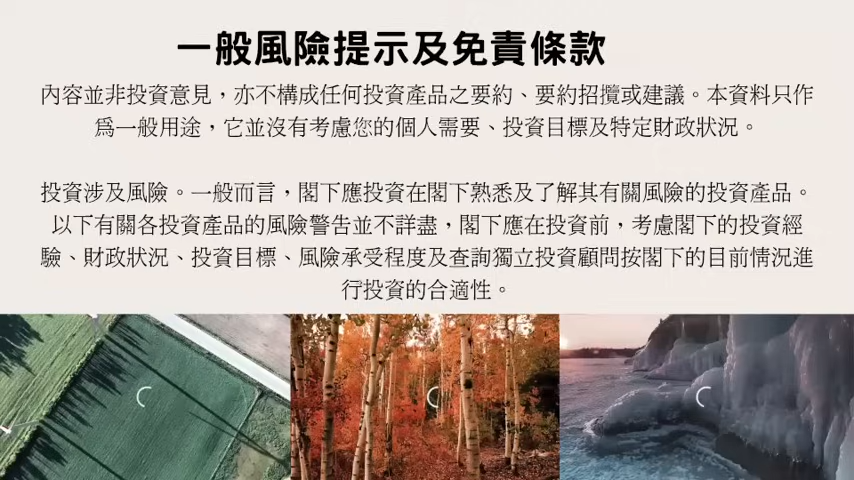 一般風險提示及免責條款
內容並非投資意見，亦不構成任何投資產品之要約、要約招攬或建議。本資料只作
爲一般用途，它並沒有考慮您的個人需要、投資目標及特定財政狀況。
投資涉及風險。一般而言，閣下應投資在閣下熟悉及了解其有關風險的投資產品。
以下有關各投資產品的風險警告並不詳盡，閣下應在投資前，考慮閣下的投資經
驗、財政狀況、投資目標、風險承受程度及查詢獨立投資顧問按閣下的目前情況進
行投資的合適性。